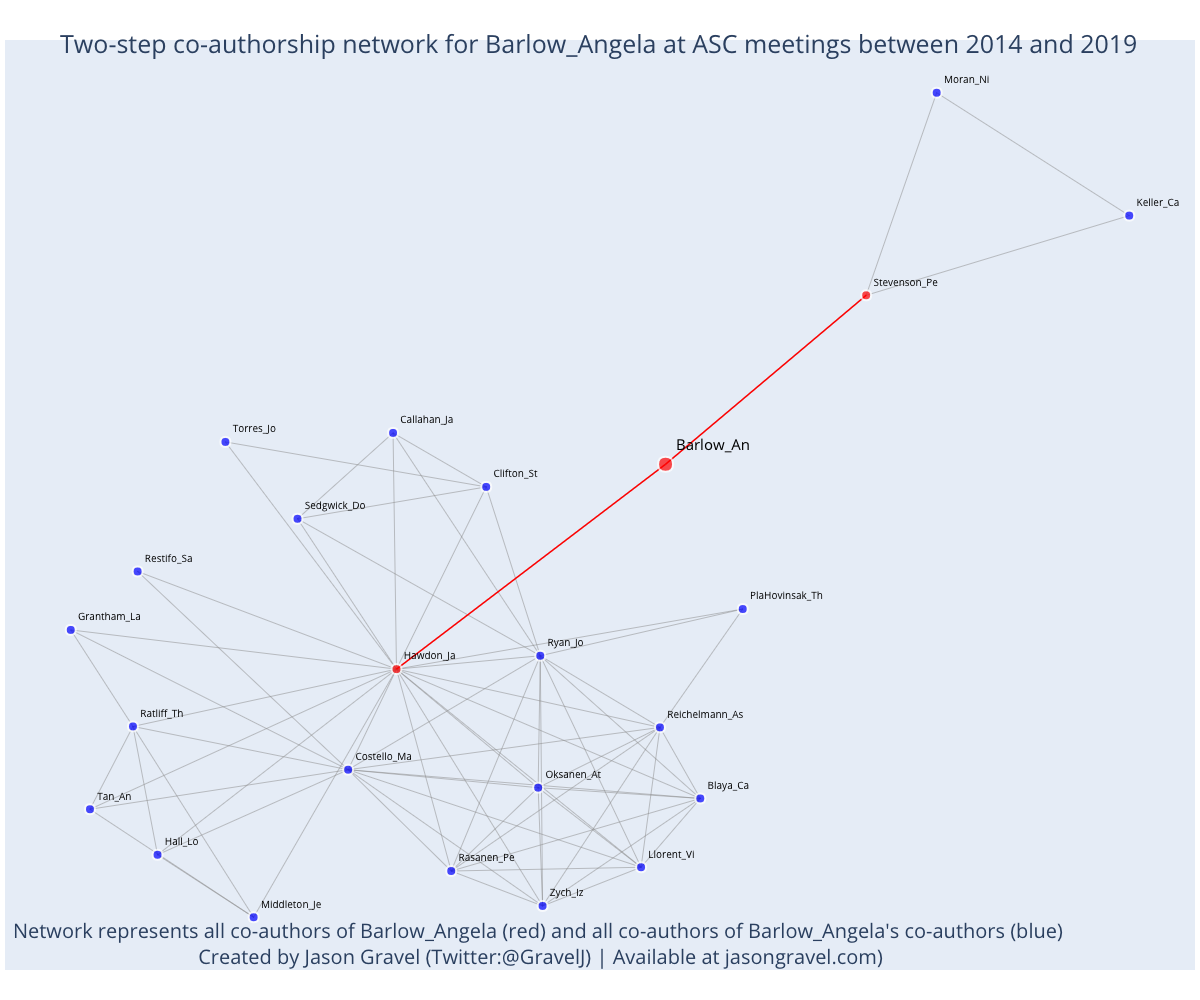 Two-step co-authorship network for Barlow_Angela at ASC meetings between 2014 and 2019
Moran_Ni
Keller_Ca
Stevenson_Pe
Callahan_Ja
Torres_Jo
Barlow_An
Clifton_St
Sedgwick_Do
Restifo_Sa
PlaHovinsak_Th
Grantham_La
Ryan_Jo
Hawdon_Ja
Ratliff_Th
Reichelmann_As
Costello_Ma
Oksanen_At
Blaya_Ca
Tan_An
Hall_Lo
Rasanen_Pe
Llorent_Vi
Zych_Iz
Middleton_Je
Network represents all co-authors of Barlow_Angela (red) and all co-authors of Barlow_Angela's co-authors (blue)
Created by Jason Gravel (Twitter:@GravelJ) | Available at jasongravel.com)